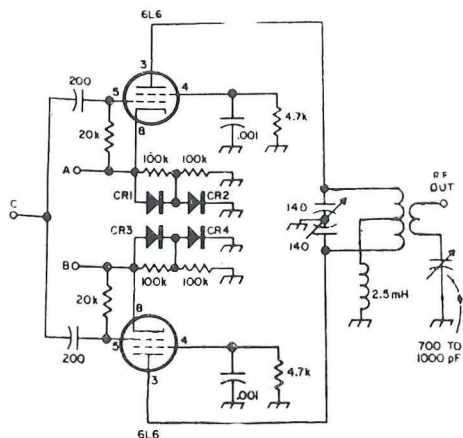 6L6
3
200
5
4
8
20k
.001
4.7k
A
100k
100k
CR1
CR2
C
140
140
RF
OUT
CR3
CR4
B
100k
100k
2.5mH
20k
8
700 TO
1000 pF
5
4
200
3
.001
4.7k
6L6